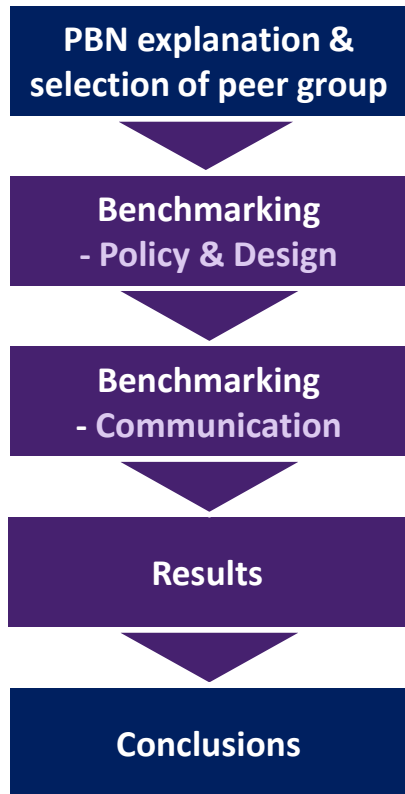 PBN explanation &
selection of peer group
Benchmarking
- Policy & Design
Benchmarking
- Communication
Results
Conclusions